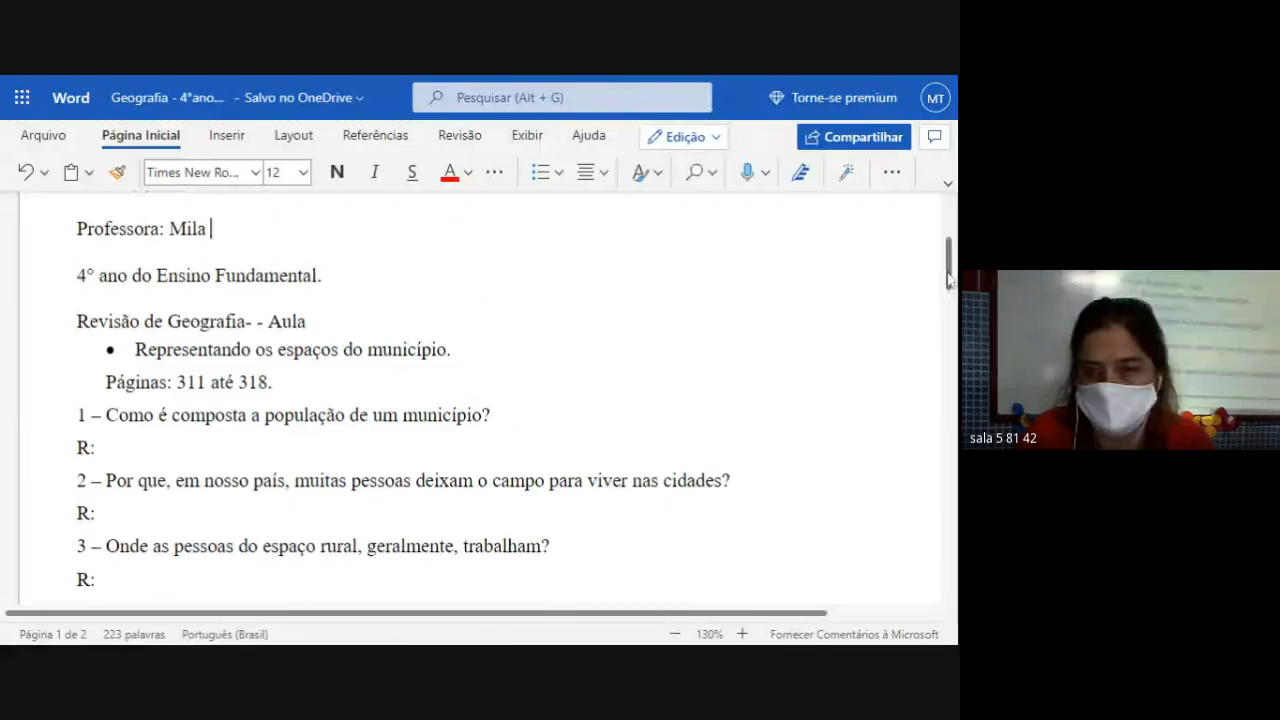 Word Geografia - 4°ano... - Salvo no OneDrive Pesquisar (Alt + G) Torne-se premium MT
Arquivo Página Inicial Inserir Layout Referências Revisão Exibir Ajuda Edição Compartilhar
Times New Ro... 12 N I S A
Professora: Mila
4° ano do Ensino Fundamental.
Revisão de Geografia- - Aula
• Representando os espaços do município.
Páginas: 311 até 318.
1 – Como é composta a população de um município?
R:
2 – Por que, em nosso país, muitas pessoas deixam o campo para viver nas cidades?
R:
3 – Onde as pessoas do espaço rural, geralmente, trabalham?
R:
Página 1 de 2 223 palavras Português (Brasil) 130% Fornecer Comentários à Microsoft
sala 5 81 42